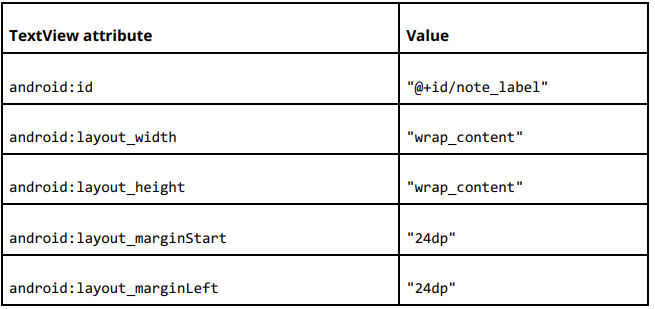 TextView attribute Value
android:id "@+id/note_label"
android:layout_width "wrap_content"
android:layout_height "wrap_content"
android:layout_marginStart "24dp"
android:layout_marginLeft "24dp"